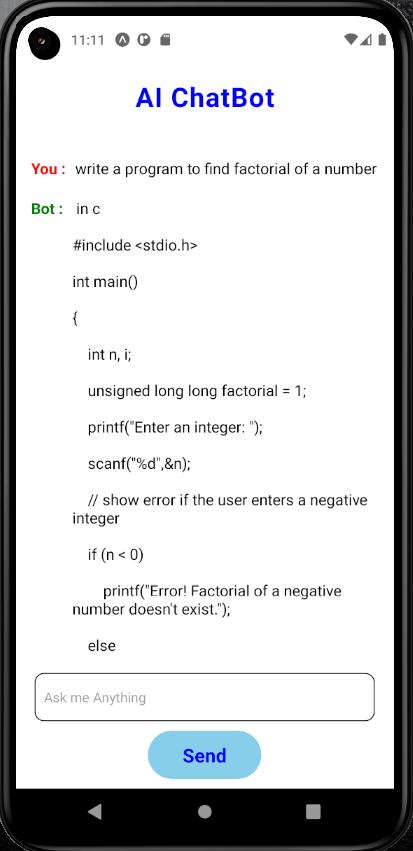 11:11
AI ChatBot
You : write a program to find factorial of a number
Bot : in c
#include <stdio.h>
int main()
{
int n, i;
unsigned long long factorial = 1;
printf("Enter an integer: ");
scanf("%d",&n);
// show error if the user enters a negative
integer
if (n < 0)
printf("Error! Factorial of a negative
number doesn't exist.");
else
Ask me Anything
Send